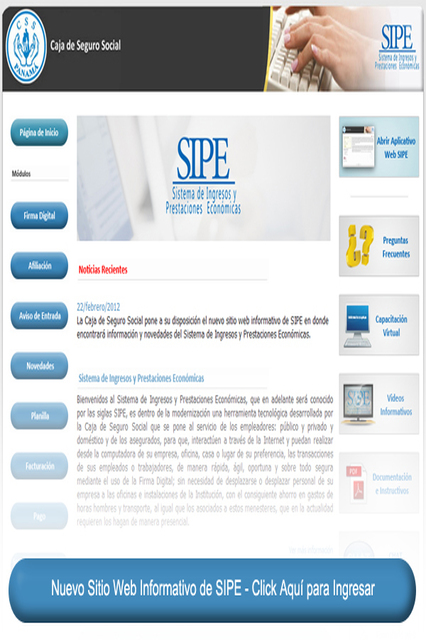 CSS
PANAMÁ
Caja de Seguro Social
SIPE
Sistema de Ingresos y
Prestaciones Económicas
Página de Inicio
Módulos
Firma Digital
Afiliación
Aviso de Entrada
Novedades
Planilla
Facturación
Pago
SIPE
Sistema de Ingresos y
Prestaciones Económicas
Noticias Recientes
22/febrero/2012
La Caja de Seguro Social pone a su disposición el nuevo sitio web informativo de SIPE en donde
encontrará información y novedades del Sistema de Ingresos y Prestaciones Económicas.
Sistema de Ingresos y Prestaciones Económicas
Bienvenidos al Sistema de Ingresos y Prestaciones Económicas, que en adelante será conocido
por las siglas SIPE, es dentro de la modernización una herramienta tecnológica desarrollada por
la Caja de Seguro Social que se pone al servicio de los empleadores: público y privado y
doméstico y de los asegurados, para que, interactúen a través de la Internet y puedan realizar
desde la computadora de su empresa, oficina, casa o lugar de su preferencia, las transacciones
de sus empleados o trabajadores, de manera rápida, ágil, oportuna y sobre todo segura
mediante el uso de la Firma Digital; sin necesidad de desplazarse o desplazar personal de su
empresa a las oficinas e instalaciones de la Institución, con el consiguiente ahorro en gastos de
horas hombres y transporte, al igual que los asociados a estos menesteres, que en la actualidad
requieren los hagan de manera presencial.
Abrir Aplicativo
Web SIPE
Preguntas
Frecuentes
Capacitación
Virtual
Videos
Informativos
PDF
Documentación
e Instructivos
Nuevo Sitio Web Informativo de SIPE - Click Aquí para Ingresar